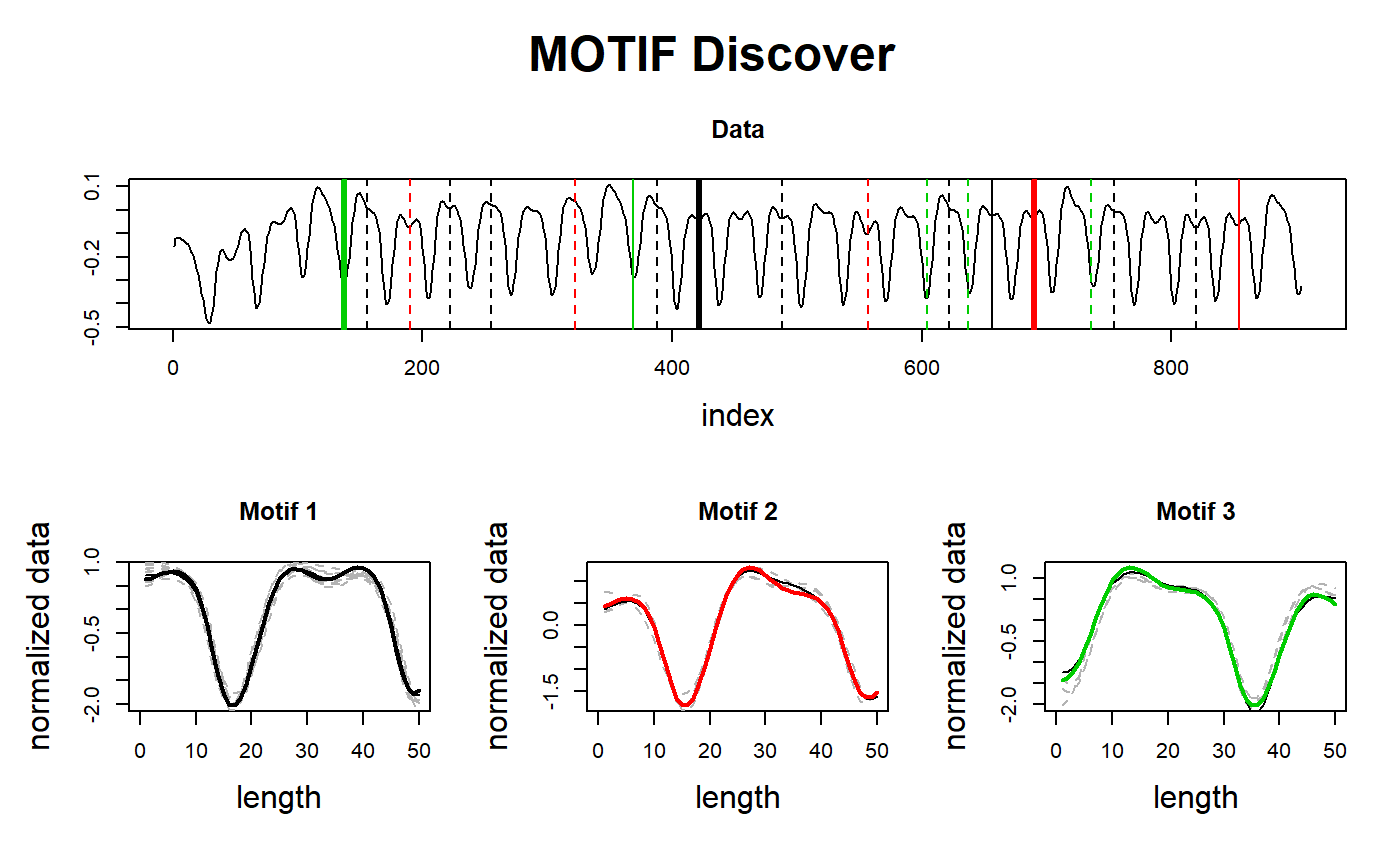 MOTIF Discover
Data
0.1
-0.2
-0.5
0 200 400 600 800
index
Motif 1 Motif 2 Motif 3
normalized data normalized data normalized data
1.0
-0.5
-2.0
0.0
-1.5
1.0
-0.5
-2.0
0 10 20 30 40 50 0 10 20 30 40 50 0 10 20 30 40 50
length length length